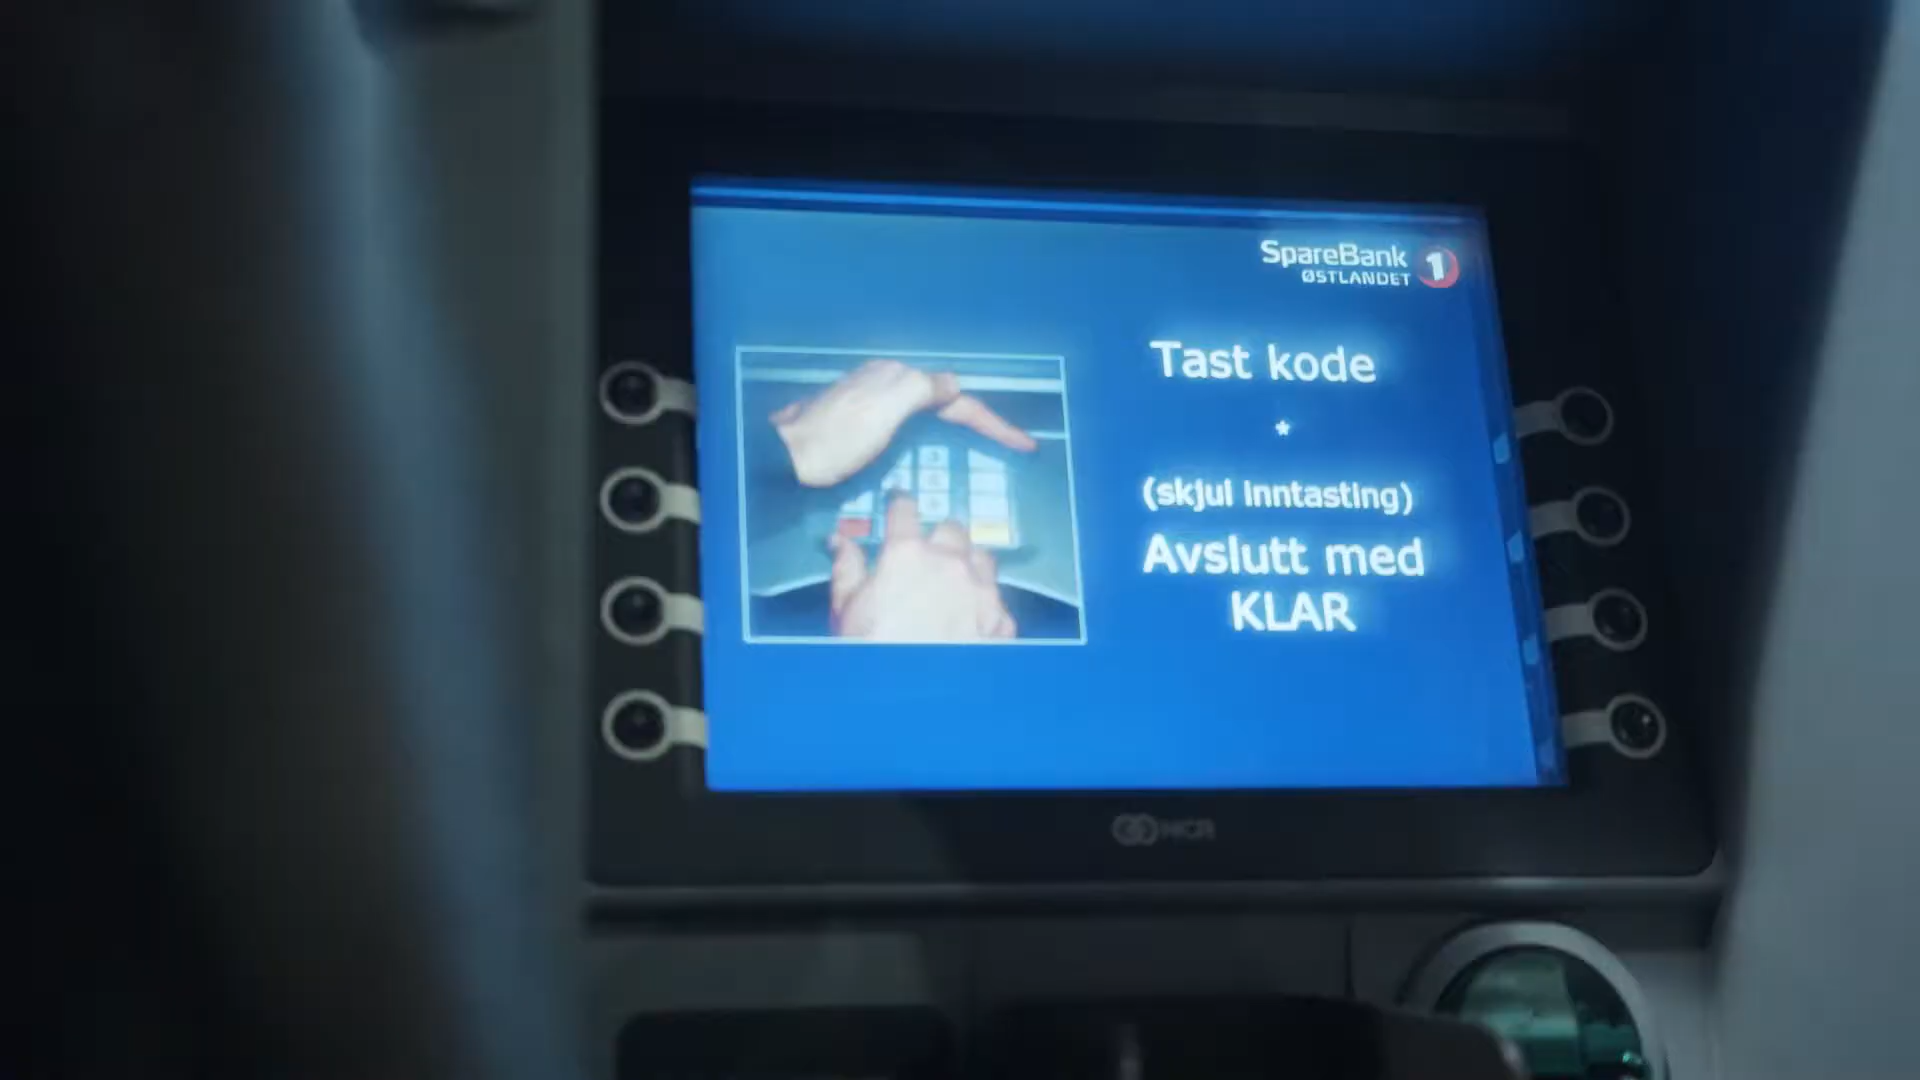 SpareBank 1
ØSTLANDET
Tast kode
*
(skjul inntasting)
Avslutt med
KLAR
NCR